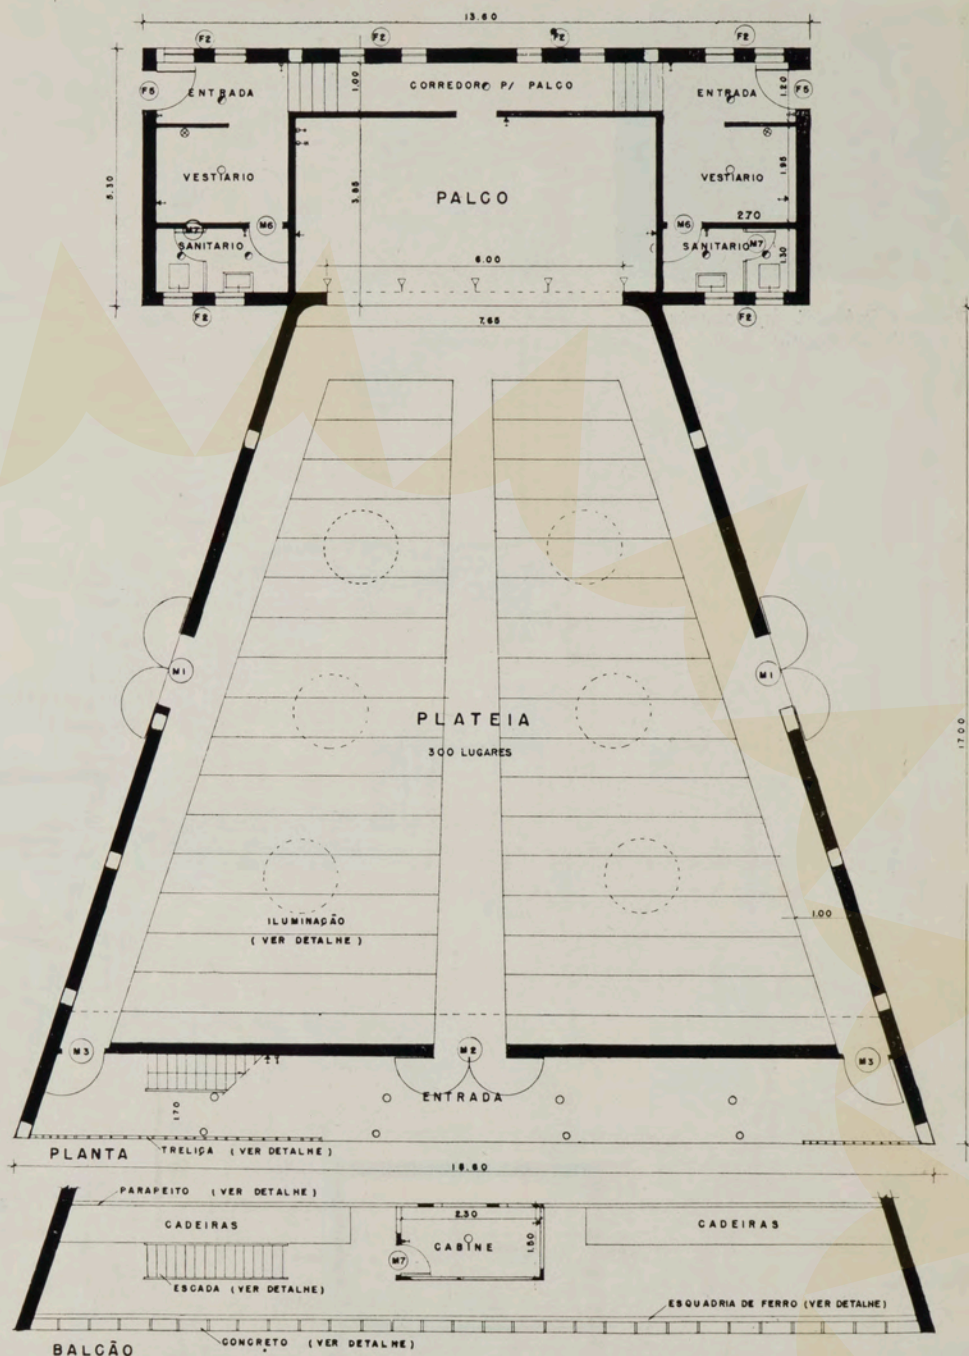 13.60
F2 F2 F2 F2
F5 ENTRADA 1.00 CORREDOR P/ PALCO ENTRADA 1.20 F5
VESTIARIO 3.85 PALCO VESTIARIO 1.95
5.30
2.70
M7 M6 M6 M7
SANITARIO SANITARIO 1.30
6.00
F2 7.65 F2
M1 M1
PLATEIA
300 LUGARES
17.00
ILUMINAÇÃO
(VER DETALHE)
1.00
M3 M2 M3
1.70 ENTRADA
PLANTA TRELIÇA (VER DETALHE)
18.60
PARAPEITO (VER DETALHE)
CADEIRAS 2.30 CADEIRAS
CABINE 1.50
M7
ESCADA (VER DETALHE)
ESQUADRIA DE FERRO (VER DETALHE)
BALCÃO CONCRETO (VER DETALHE)